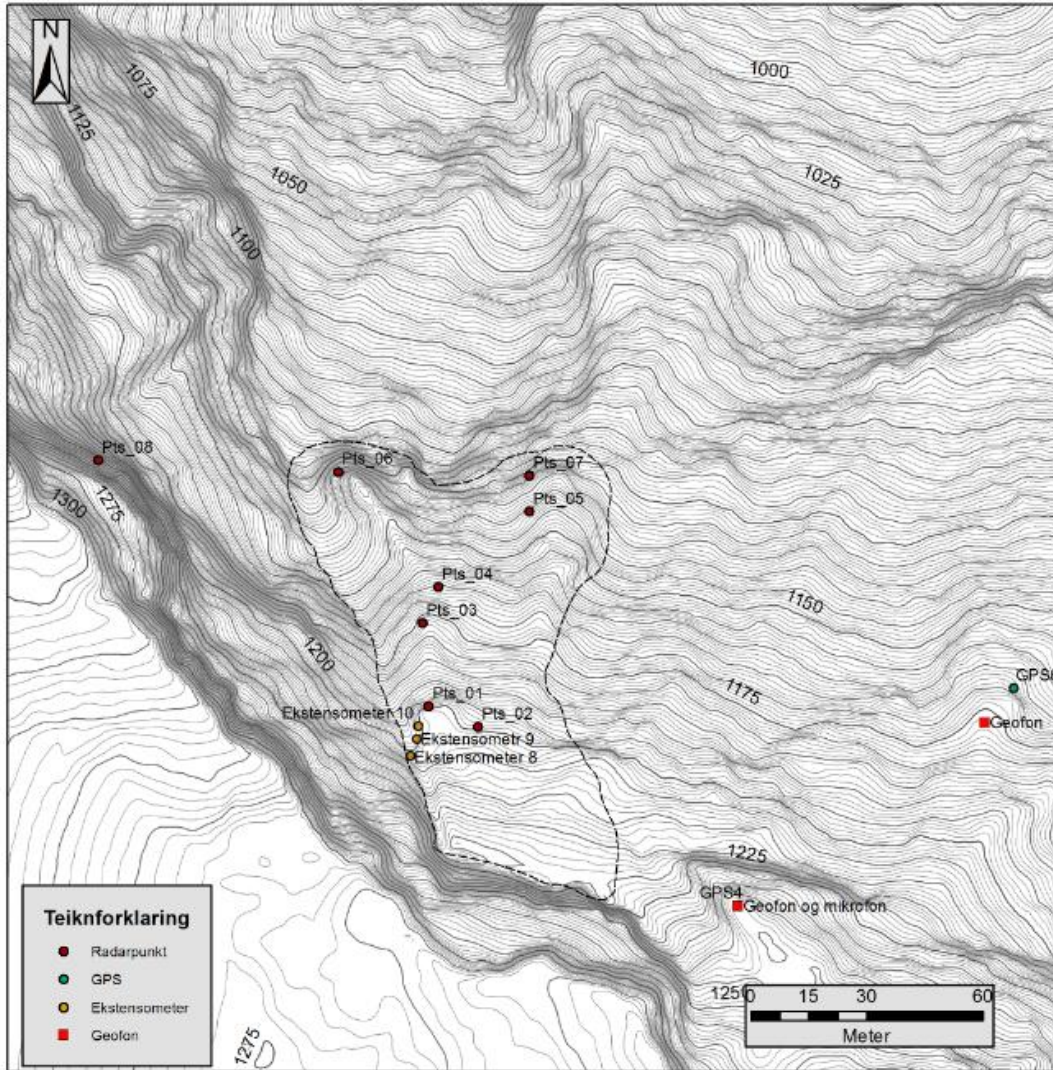 N
1000
1075
1125
1050
1025
1100
Pts_08
Pts_06
Pts_07
1275
1300
Pts_05
Pts_04
1150
Pts_03
1200
1175
GPS
Pts_01
Ekstensometer 10
Pts_02
Geofon
Ekstensometr 9
Ekstensometer 8
1225
GPS4
Geofon og mikrofon
Teiknforklaring
Radarpunkt
GPS
Ekstensometer
Geofon
1250
0 15 30 60
Meter
1275